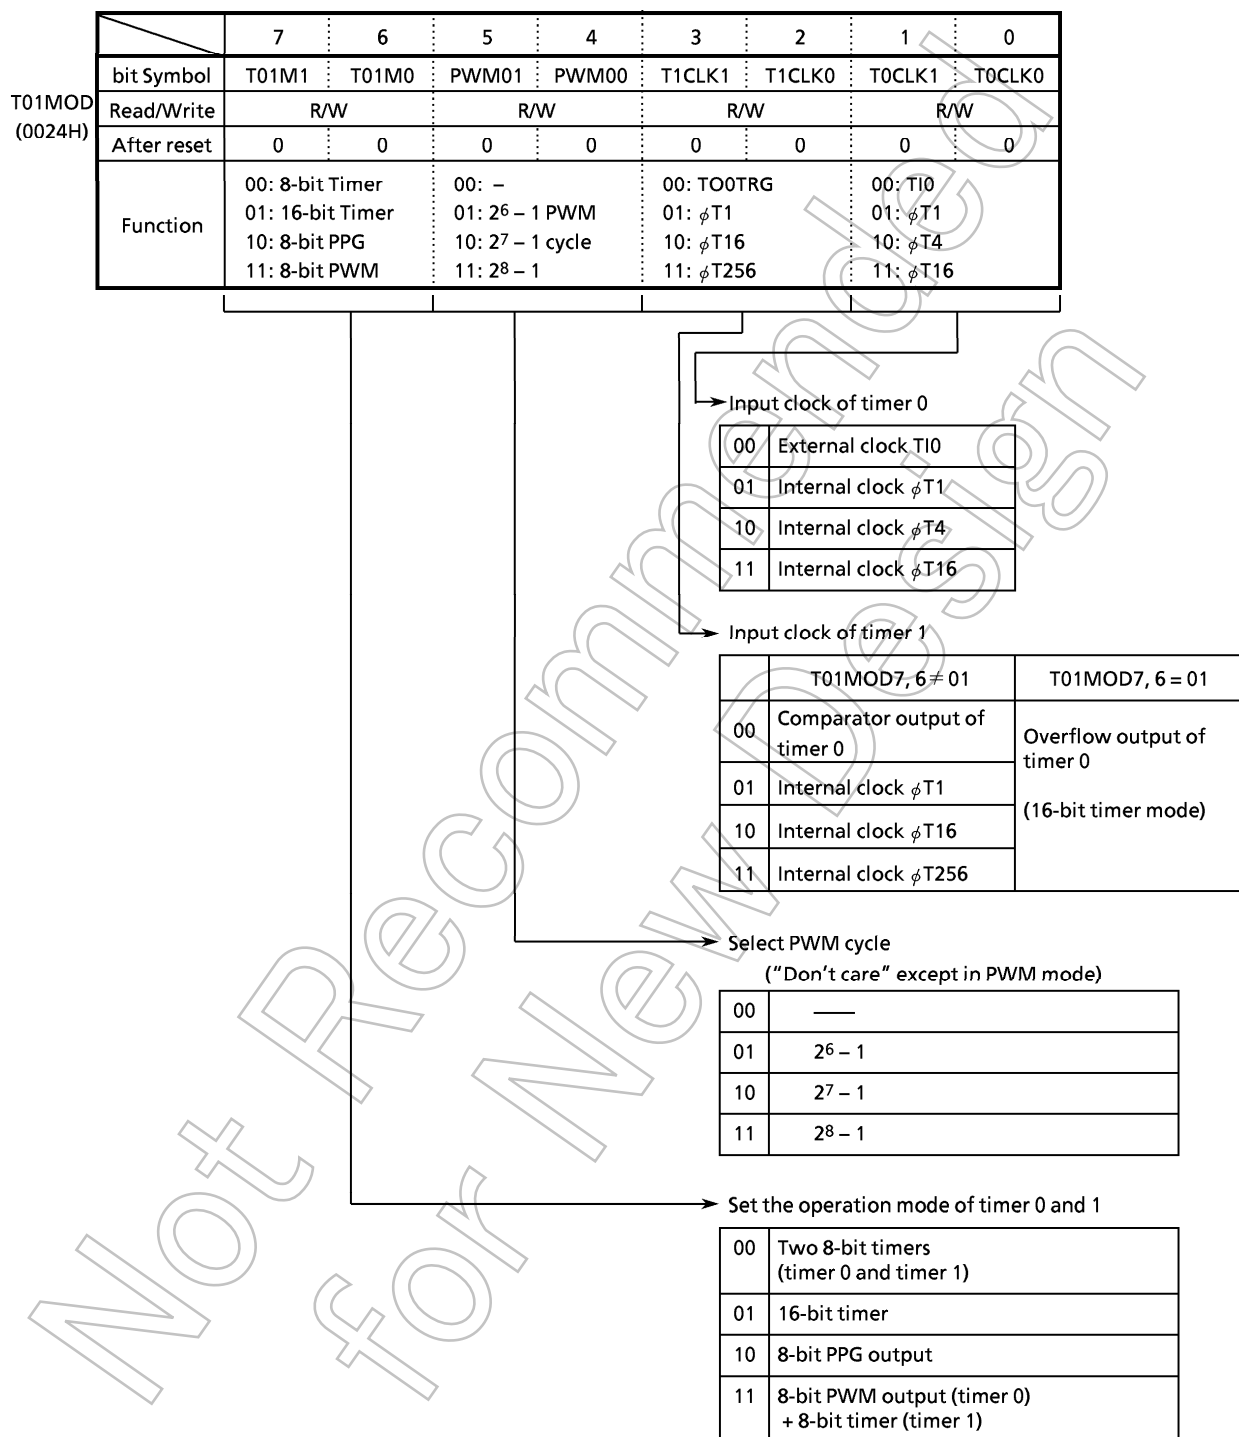 7 6 5 4 3 2 1 0
bit Symbol T01M1 T01M0 PWM01 PWM00 T1CLK1 T1CLK0 T0CLK1 T0CLK0
T01MOD
(0024H)
Read/Write R/W R/W R/W R/W
After reset 0 0 0 0 0 0 0 0
Function
00: 8-bit Timer 00: – 00: TO0TRG 00: TI0
01: 16-bit Timer 01: 2⁶ – 1 PWM 01: ϕT1 01: ϕT1
10: 8-bit PPG 10: 2⁷ – 1 cycle 10: ϕT16 10: ϕT4
11: 8-bit PWM 11: 2⁸ – 1 11: ϕT256 11: ϕT16
Input clock of timer 0
00 External clock TI0
01 Internal clock ϕT1
10 Internal clock ϕT4
11 Internal clock ϕT16
Input clock of timer 1
T01MOD7, 6 ≠ 01 T01MOD7, 6 = 01
00 Comparator output of
timer 0
01 Internal clock ϕT1
10 Internal clock ϕT16
11 Internal clock ϕT256
Overflow output of
timer 0
(16-bit timer mode)
Select PWM cycle
("Don't care" except in PWM mode)
00 ——
01 2⁶ – 1
10 2⁷ – 1
11 2⁸ – 1
Set the operation mode of timer 0 and 1
00 Two 8-bit timers
(timer 0 and timer 1)
01 16-bit timer
10 8-bit PPG output
11 8-bit PWM output (timer 0)
+ 8-bit timer (timer 1)
Not Recommended
for New Design